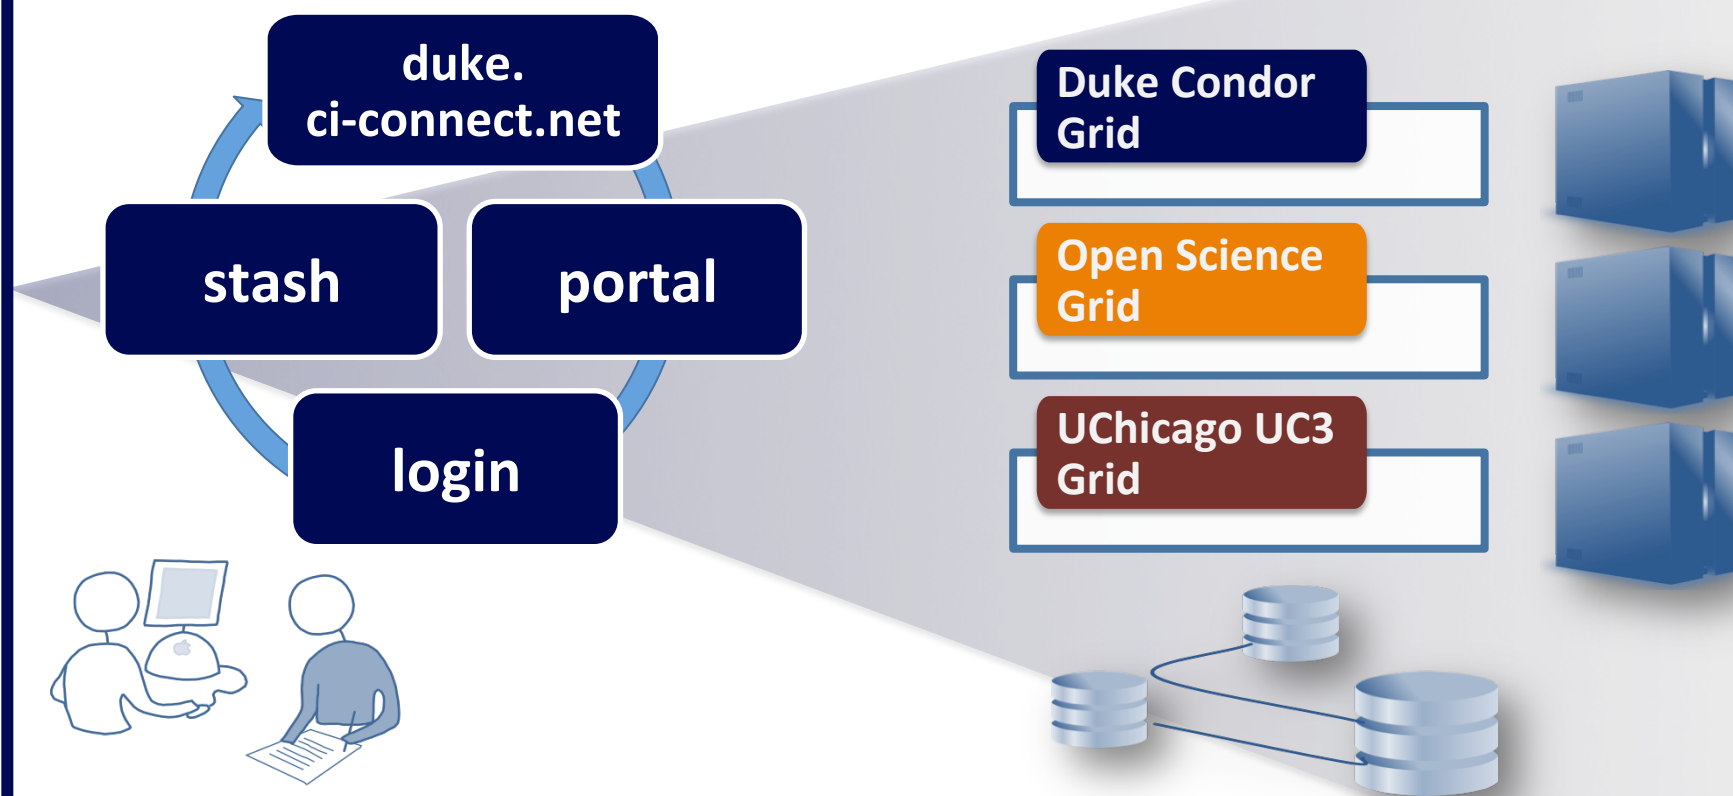 duke.
ci-connect.net
stash
portal
login
Duke Condor
Grid
Open Science
Grid
UChicago UC3
Grid